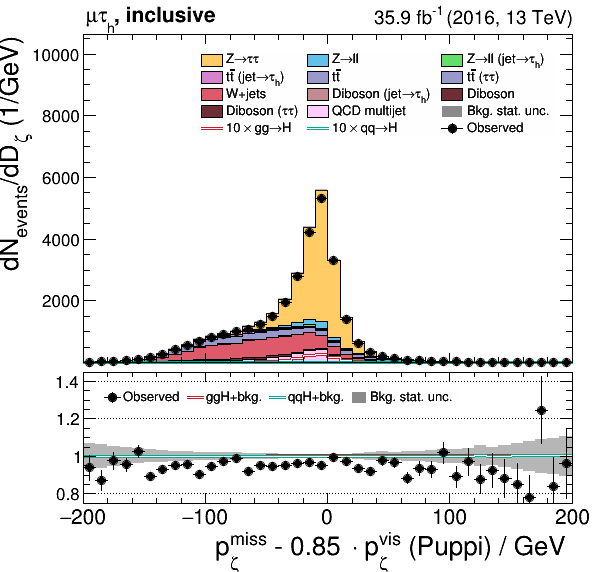 μτh, inclusive 35.9 fb-1 (2016, 13 TeV)
dNevents/dDζ (1/GeV)
10000
8000
6000
4000
2000
Z→ττ Z→ll Z→ll (jet→τh)
tt̄ (jet→τh) tt̄ tt̄ (ττ)
W+jets Diboson (jet→τh) Diboson
Diboson (ττ) QCD multijet Bkg. stat. unc.
10 × gg→H 10 × qq→H Observed
1.4
1.2
1
0.8
Observed ggH+bkg. qqH+bkg. Bkg. stat. unc.
−200 −100 0 100 200
pζmiss - 0.85 · pζvis (Puppi) / GeV